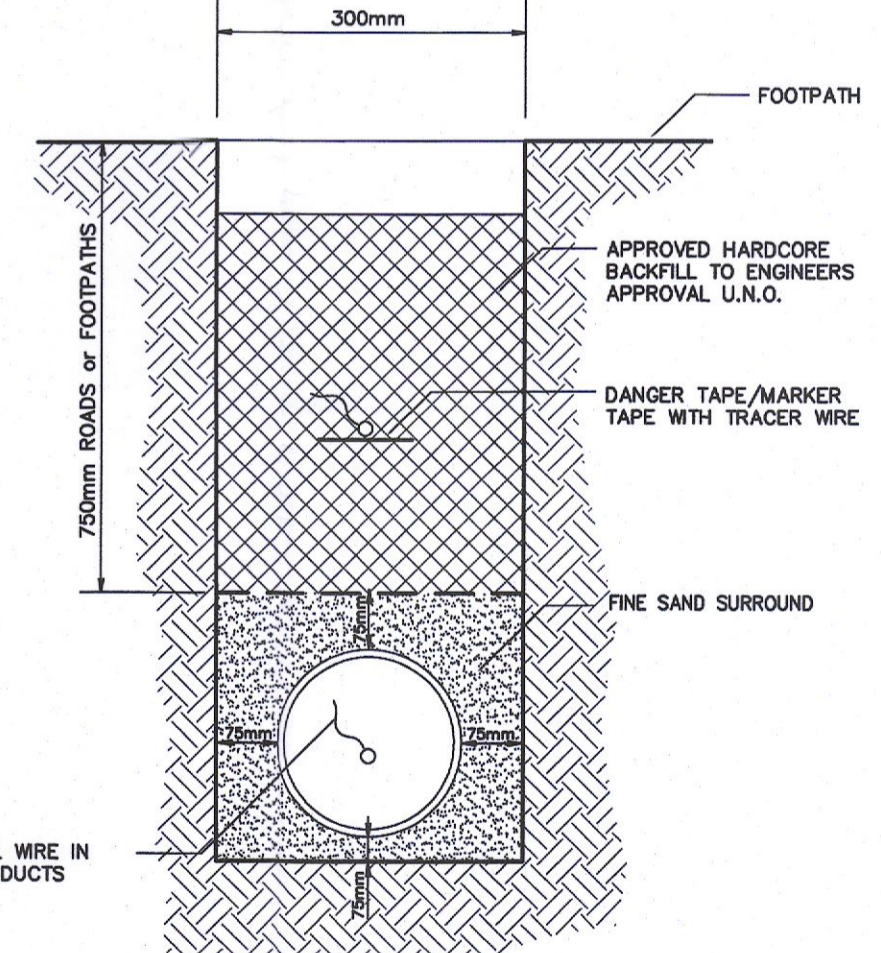 300mm
FOOTPATH
750mm ROADS or FOOTPATHS
APPROVED HARDCORE
BACKFILL TO ENGINEERS
APPROVAL U.N.O.
DANGER TAPE/MARKER
TAPE WITH TRACER WIRE
75mm
FINE SAND SURROUND
75mm
75mm
WIRE IN
DUCTS
75mm